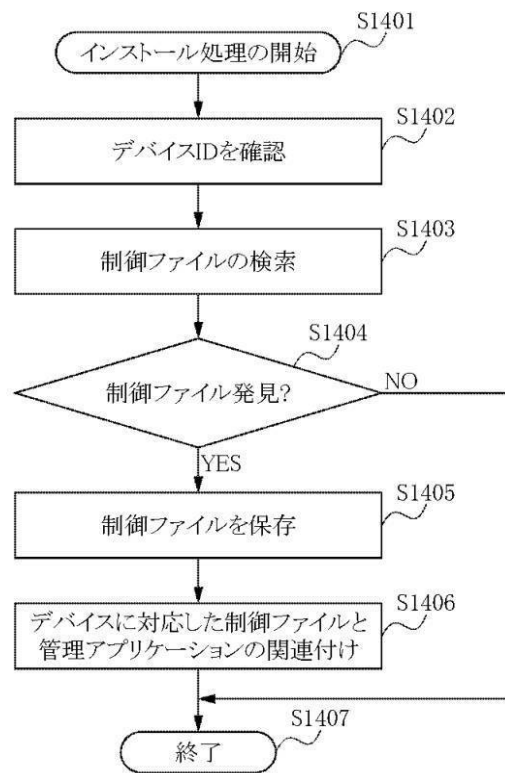 S1401
インストール処理の開始
S1402
デバイスIDを確認
S1403
制御ファイルの検索
S1404
制御ファイル発見?
NO
YES
S1405
制御ファイルを保存
S1406
デバイスに対応した制御ファイルと
管理アプリケーションの関連付け
S1407
終了